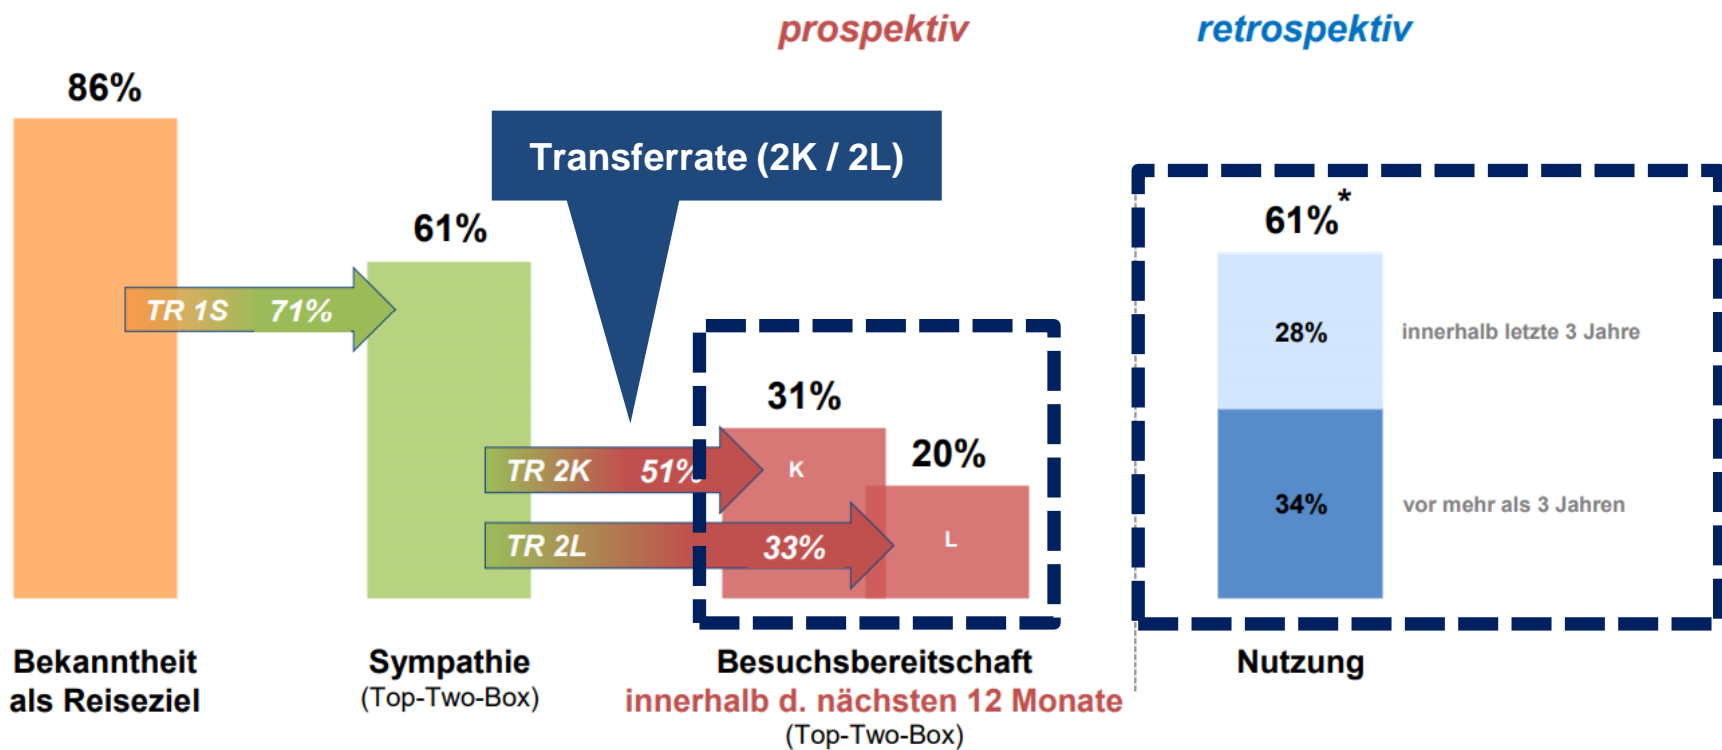 prospektiv
retrospektiv
86%
Transferrate (2K / 2L)
61%
61%*
TR 1S 71%
28%
innerhalb letzte 3 Jahre
31%
20%
TR 2K 51%
K
34%
vor mehr als 3 Jahren
TR 2L 33%
L
Bekanntheit
als Reiseziel
Sympathie
(Top-Two-Box)
Besuchsbereitschaft
innerhalb d. nächsten 12 Monate
(Top-Two-Box)
Nutzung